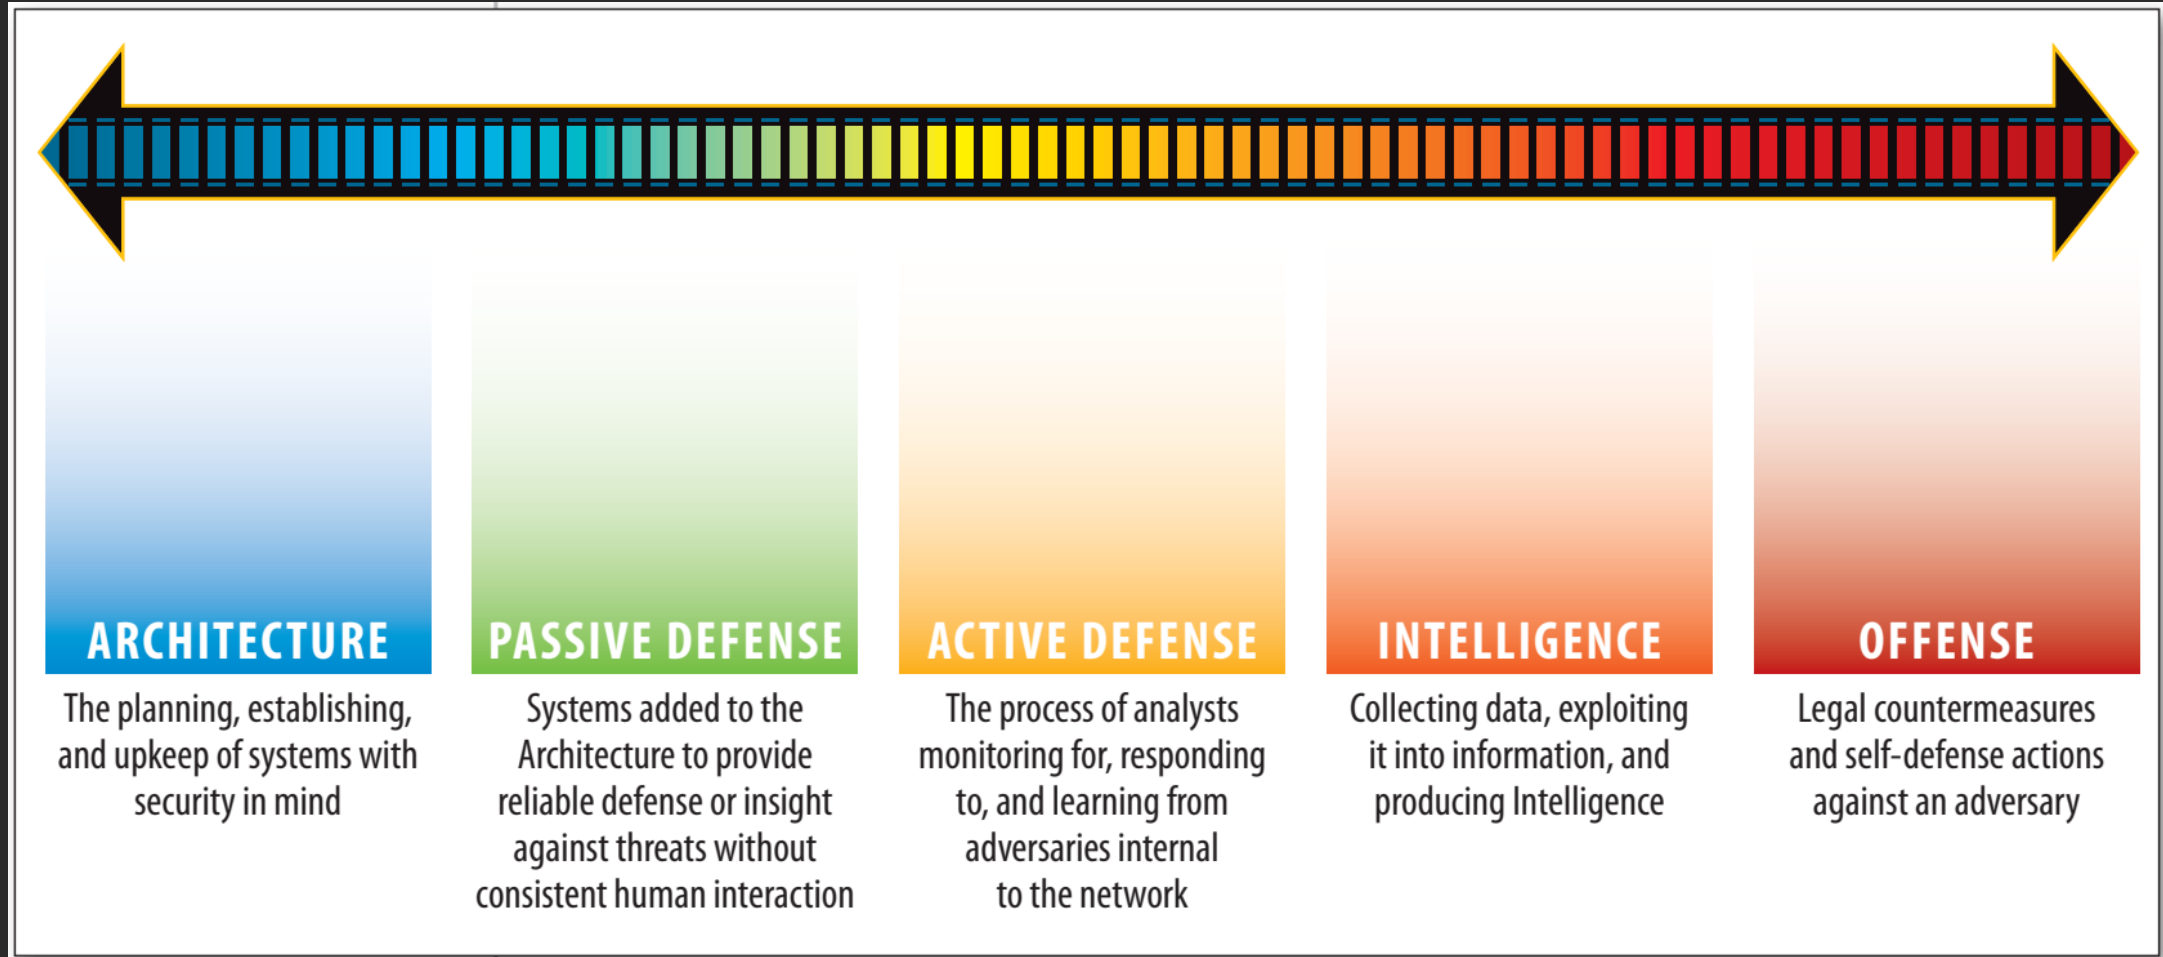 ARCHITECTURE
The planning, establishing,
and upkeep of systems with
security in mind
PASSIVE DEFENSE
Systems added to the
Architecture to provide
reliable defense or insight
against threats without
consistent human interaction
ACTIVE DEFENSE
The process of analysts
monitoring for, responding
to, and learning from
adversaries internal
to the network
INTELLIGENCE
Collecting data, exploiting
it into information, and
producing Intelligence
OFFENSE
Legal countermeasures
and self-defense actions
against an adversary